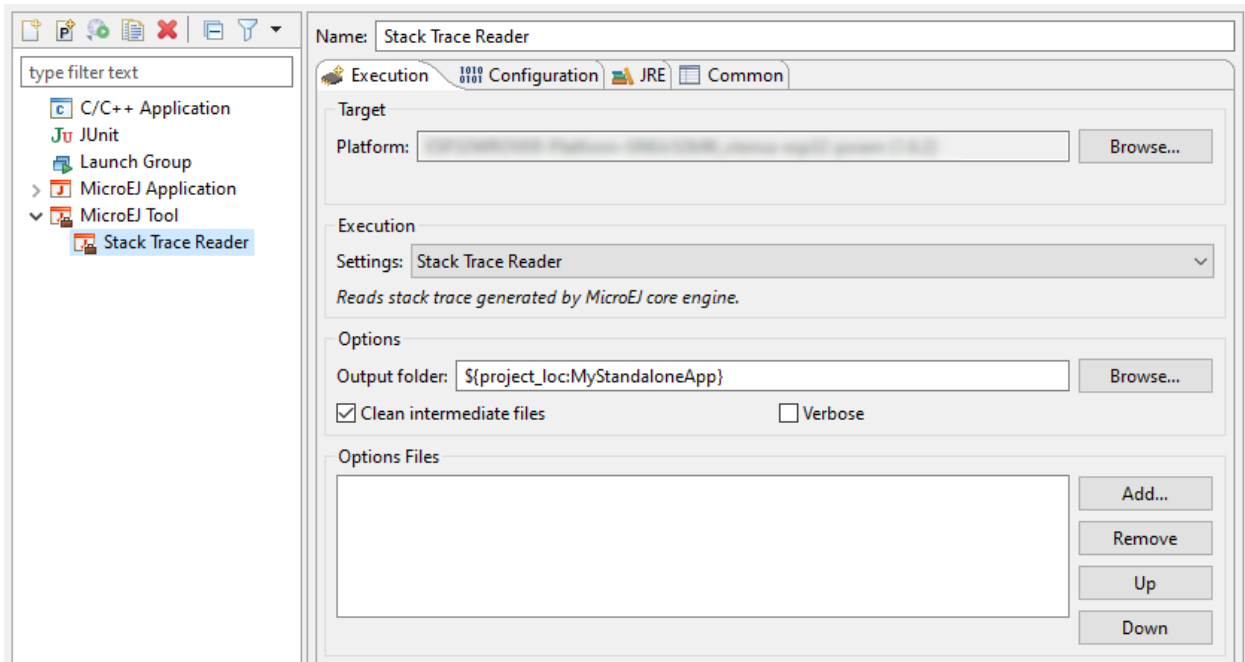 Name: Stack Trace Reader
type filter text
Execution
Configuration
JRE
Common
C/C++ Application
JUnit
Launch Group
MicroEJ Application
MicroEJ Tool
Stack Trace Reader
Target
Platform:
Browse...
Execution
Settings: Stack Trace Reader
Reads stack trace generated by MicroEJ core engine.
Options
Output folder: ${project_loc:MyStandaloneApp}
Browse...
Clean intermediate files
Verbose
Options Files
Add...
Remove
Up
Down